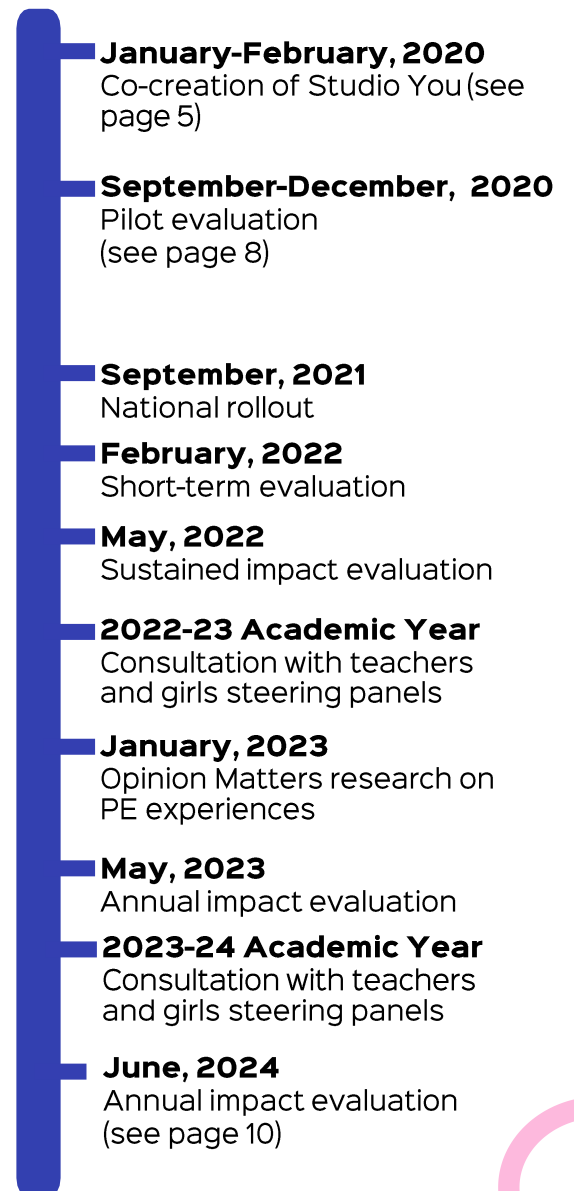 January-February, 2020
Co-creation of Studio You (see
page 5)
September-December, 2020
Pilot evaluation
(see page 8)
September, 2021
National rollout
February, 2022
Short-term evaluation
May, 2022
Sustained impact evaluation
2022-23 Academic Year
Consultation with teachers
and girls steering panels
January, 2023
Opinion Matters research on
PE experiences
May, 2023
Annual impact evaluation
2023-24 Academic Year
Consultation with teachers
and girls steering panels
June, 2024
Annual impact evaluation
(see page 10)